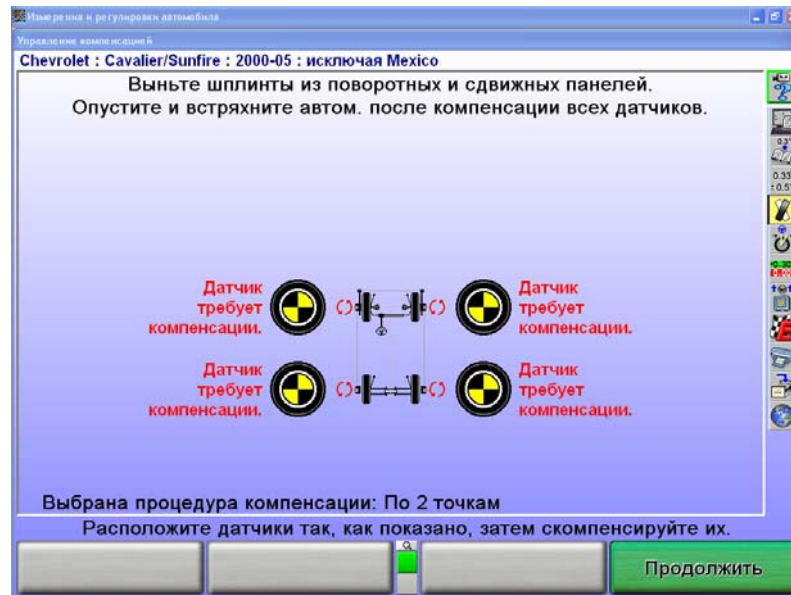 Измерения и регулировки автомобиля
Управление компенсацией
Chevrolet : Cavalier/Sunfire : 2000-05 : исключая Mexico
Выньте шплинты из поворотных и сдвижных панелей.
Опустите и встряхните автом. после компенсации всех датчиков.
Датчик
требует
компенсации.
Датчик
требует
компенсации.
Датчик
требует
компенсации.
Датчик
требует
компенсации.
Выбрана процедура компенсации: По 2 точкам
Расположите датчики так, как показано, затем скомпенсируйте их.
Продолжить
0.33